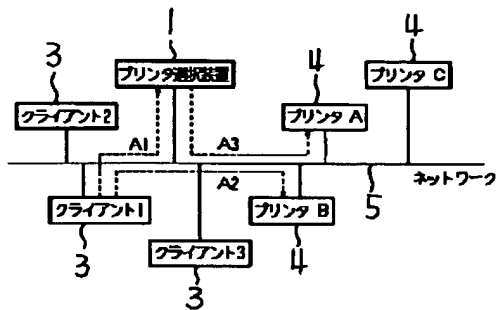 1
プリンタ選択装置
3
クライアント2
4
プリンタ A
4
プリンタ C
A1
A3
A2
ネットワーク
5
クライアント1
3
クライアント3
3
プリンタ B
4